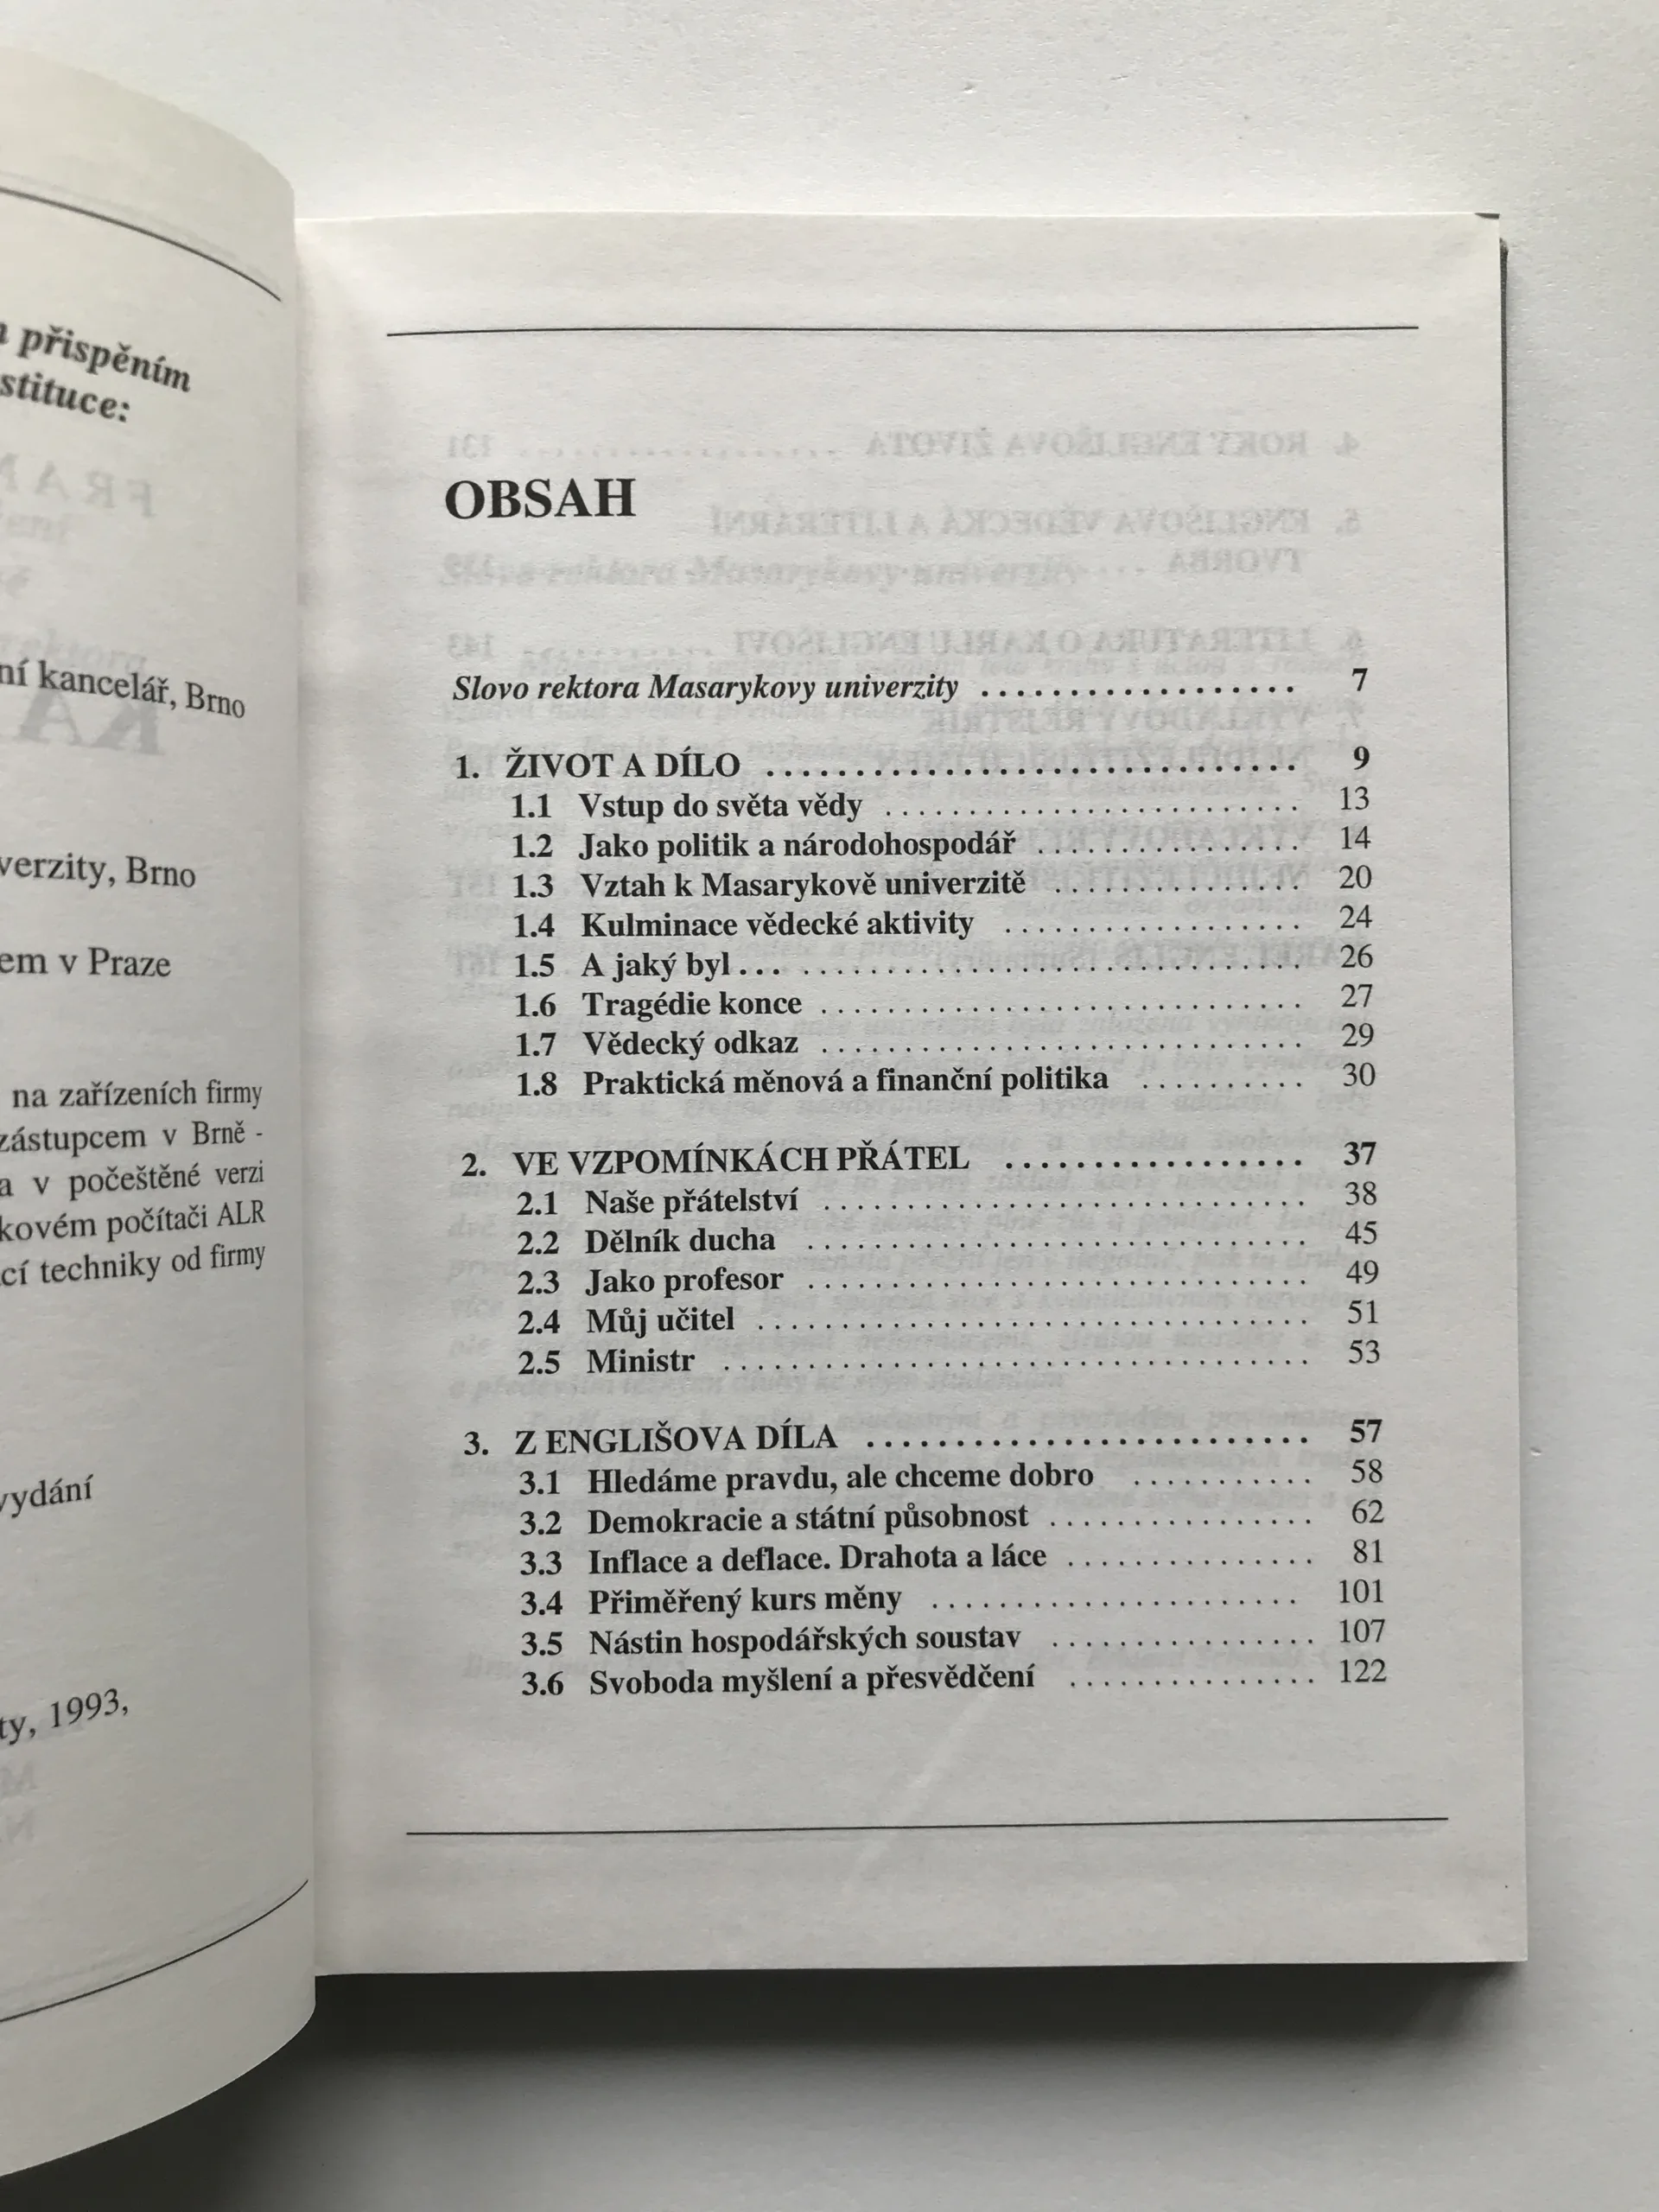 přispěním
stituce:
ní kancelář, Brno
verzity, Brno
em v Praze
na zařízeních firmy
zástupcem v Brně -
a v počeštěné verzi
kovém počítači ALR
cí techniky od firmy
vydání
ty, 1993,
OBSAH
Slovo rektora Masarykovy univerzity . . . . . . . . . . . . . . . . . . 7
1. ŽIVOT A DÍLO . . . . . . . . . . . . . . . . . . . . . . . . . . . . . . 9
1.1 Vstup do světa vědy . . . . . . . . . . . . . . . . . . . . . . . . . 13
1.2 Jako politik a národohospodář . . . . . . . . . . . . . . . . 14
1.3 Vztah k Masarykově univerzitě . . . . . . . . . . . . . . . 20
1.4 Kulminace vědecké aktivity . . . . . . . . . . . . . . . . . . 24
1.5 A jaký byl . . . . . . . . . . . . . . . . . . . . . . . . . . . . . . . . 26
1.6 Tragédie konce . . . . . . . . . . . . . . . . . . . . . . . . . . . . . 27
1.7 Vědecký odkaz . . . . . . . . . . . . . . . . . . . . . . . . . . . . . 29
1.8 Praktická měnová a finanční politika . . . . . . . . . . 30
2. VE VZPOMÍNKÁCH PŘÁTEL . . . . . . . . . . . . . . . . . 37
2.1 Naše přátelství . . . . . . . . . . . . . . . . . . . . . . . . . . . . . 38
2.2 Dělník ducha . . . . . . . . . . . . . . . . . . . . . . . . . . . . . . 45
2.3 Jako profesor . . . . . . . . . . . . . . . . . . . . . . . . . . . . . . 49
2.4 Můj učitel . . . . . . . . . . . . . . . . . . . . . . . . . . . . . . . . . 51
2.5 Ministr . . . . . . . . . . . . . . . . . . . . . . . . . . . . . . . . . . . 53
3. Z ENGLIŠOVA DÍLA . . . . . . . . . . . . . . . . . . . . . . . . . 57
3.1 Hledáme pravdu, ale chceme dobro . . . . . . . . . . . 58
3.2 Demokracie a státní působnost . . . . . . . . . . . . . . . . 62
3.3 Inflace a deflace. Drahota a láce . . . . . . . . . . . . . . . 81
3.4 Přiměřený kurs měny . . . . . . . . . . . . . . . . . . . . . . 101
3.5 Nástin hospodářských soustav . . . . . . . . . . . . . . . . 107
3.6 Svoboda myšlení a přesvědčení . . . . . . . . . . . . . . . 122